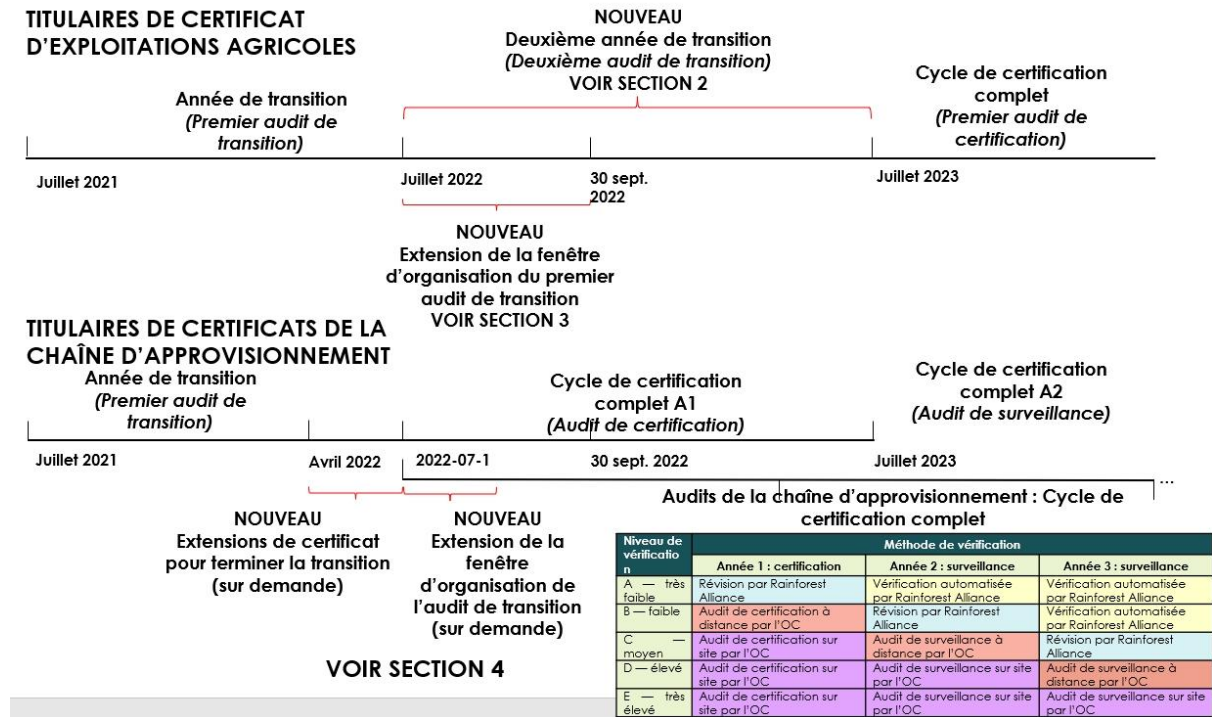 TITULAIRES DE CERTIFICAT
D'EXPLOITATIONS AGRICOLES
NOUVEAU
Deuxième année de transition
(Deuxième audit de transition)
VOIR SECTION 2
Année de transition
(Premier audit de
transition)
Cycle de certification
complet
(Premier audit de
certification)
Juillet 2021
Juillet 2022
30 sept.
2022
Juillet 2023
NOUVEAU
Extension de la fenêtre
d'organisation du premier
audit de transition
VOIR SECTION 3
TITULAIRES DE CERTIFICATS DE LA
CHAÎNE D'APPROVISIONNEMENT
Année de transition
(Premier audit de
transition)
Cycle de certification
complet A1
(Audit de certification)
Cycle de certification
complet A2
(Audit de surveillance)
Juillet 2021
Avril 2022
2022-07-1
30 sept. 2022
Juillet 2023
...
NOUVEAU
Extensions de certificat
pour terminer la transition
(sur demande)
NOUVEAU
Extension de la
fenêtre
d'organisation de
l'audit de transition
(sur demande)
VOIR SECTION 4
Audits de la chaîne d'approvisionnement : Cycle de
certification complet
Niveau de
vérificatio
n
Méthode de vérification
Année 1 : certification
Année 2 : surveillance
Année 3 : surveillance
A — très
faible
Révision par Rainforest
Alliance
Vérification automatisée
par Rainforest Alliance
Vérification automatisée
par Rainforest Alliance
B — faible
Audit de certification à
distance par l'OC
Révision par Rainforest
Alliance
Vérification automatisée
par Rainforest Alliance
C —
moyen
Audit de certification sur
site par l'OC
Audit de surveillance à
distance par l'OC
Révision par Rainforest
Alliance
D — élevé
Audit de certification sur
site par l'OC
Audit de surveillance sur site
par l'OC
Audit de surveillance à
distance par l'OC
E — très
élevé
Audit de certification sur
site par l'OC
Audit de surveillance sur site
par l'OC
Audit de surveillance sur site
par l'OC